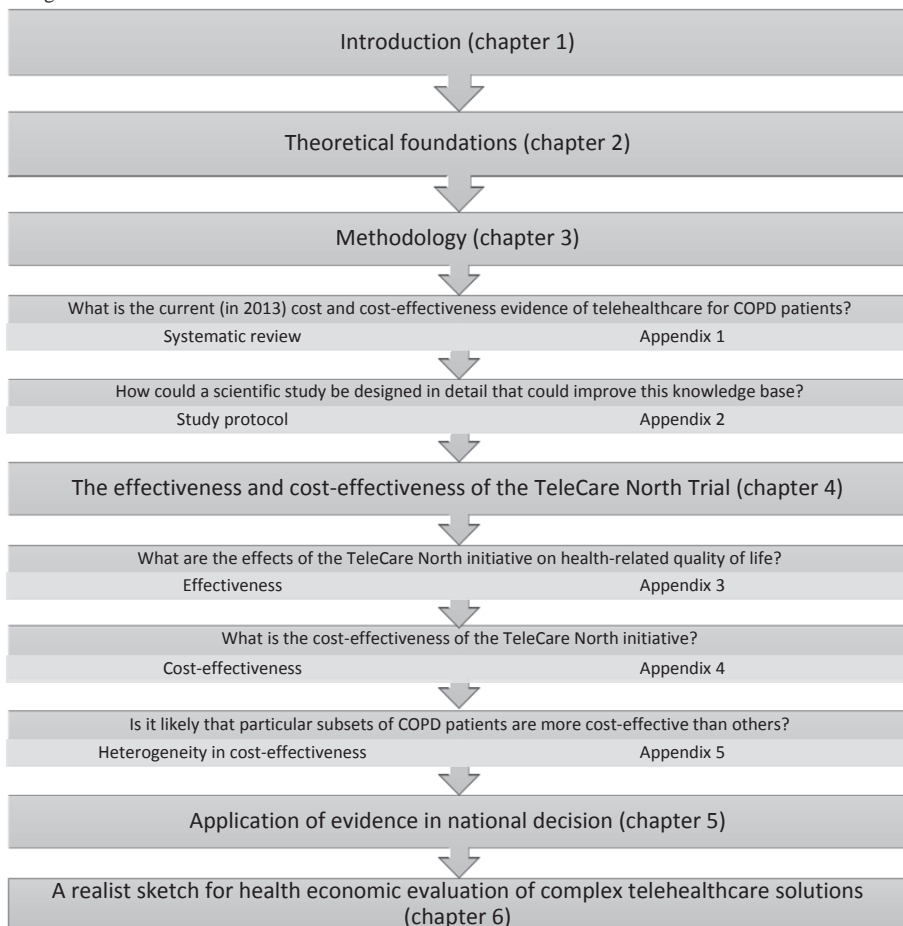 Introduction (chapter 1)
Theoretical foundations (chapter 2)
Methodology (chapter 3)
What is the current (in 2013) cost and cost-effectiveness evidence of telehealthcare for COPD patients?
Systematic review Appendix 1
How could a scientific study be designed in detail that could improve this knowledge base?
Study protocol Appendix 2
The effectiveness and cost-effectiveness of the TeleCare North Trial (chapter 4)
What are the effects of the TeleCare North initiative on health-related quality of life?
Effectiveness Appendix 3
What is the cost-effectiveness of the TeleCare North initiative?
Cost-effectiveness Appendix 4
Is it likely that particular subsets of COPD patients are more cost-effective than others?
Heterogeneity in cost-effectiveness Appendix 5
Application of evidence in national decision (chapter 5)
A realist sketch for health economic evaluation of complex telehealthcare solutions
(chapter 6)